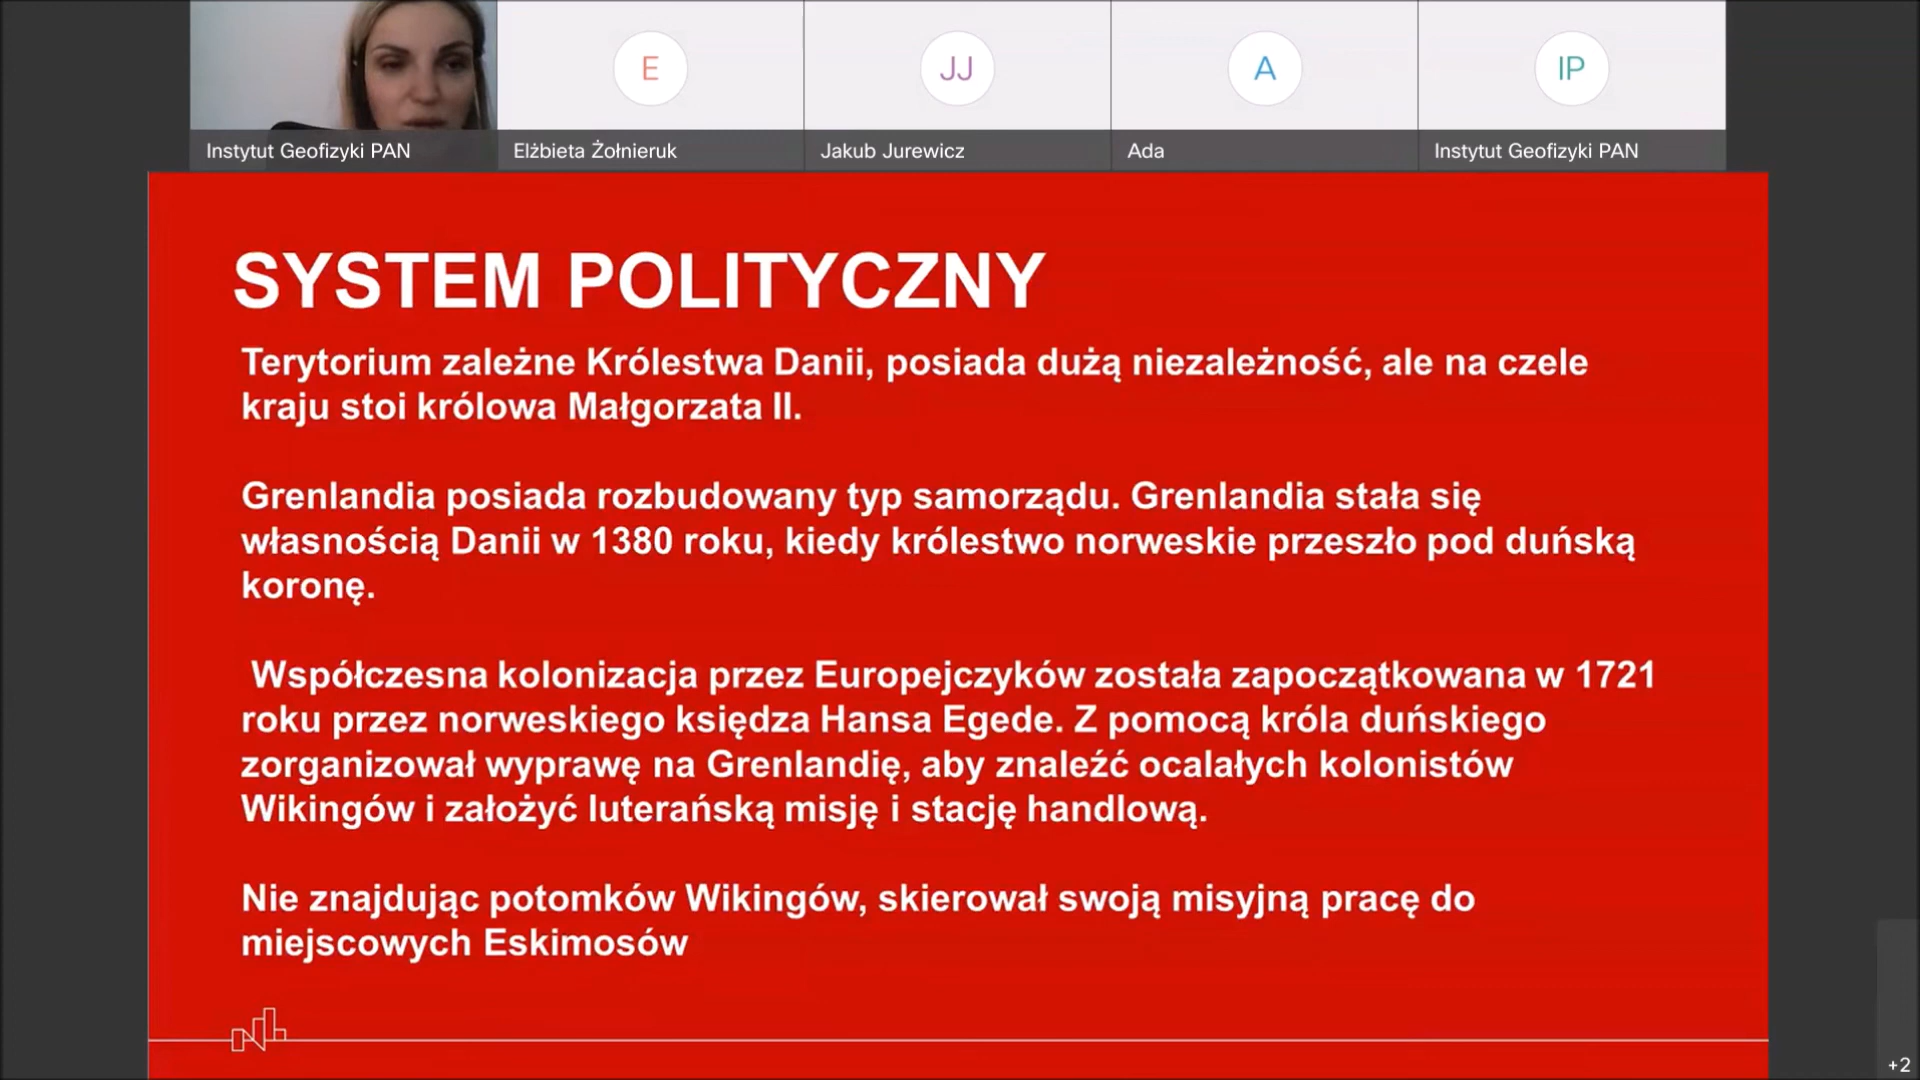 E
JJ
A
IP
Instytut Geofizyki PAN
Elżbieta Żołnieruk
Jakub Jurewicz
Ada
Instytut Geofizyki PAN
SYSTEM POLITYCZNY
Terytorium zależne Królestwa Danii, posiada dużą niezależność, ale na czele
kraju stoi królowa Małgorzata II.
Grenlandia posiada rozbudowany typ samorządu. Grenlandia stała się
własnością Danii w 1380 roku, kiedy królestwo norweskie przeszło pod duńską
koronę.
Współczesna kolonizacja przez Europejczyków została zapoczątkowana w 1721
roku przez norweskiego księdza Hansa Egede. Z pomocą króla duńskiego
zorganizował wyprawę na Grenlandię, aby znaleźć ocalałych kolonistów
Wikingów i założyć luterańską misję i stację handlową.
Nie znajdując potomków Wikingów, skierował swoją misyjną pracę do
miejscowych Eskimosów
+2